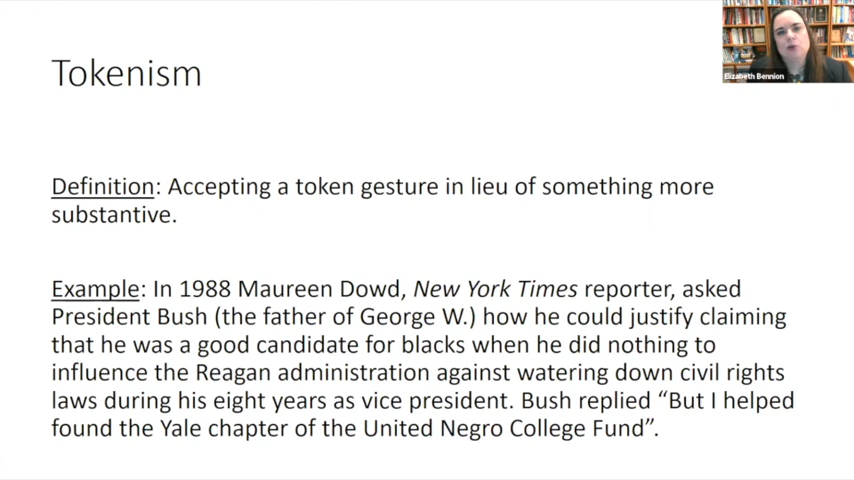 Tokenism
Elizabeth Bennion
Definition: Accepting a token gesture in lieu of something more
substantive.
Example: In 1988 Maureen Dowd, New York Times reporter, asked
President Bush (the father of George W.) how he could justify claiming
that he was a good candidate for blacks when he did nothing to
influence the Reagan administration against watering down civil rights
laws during his eight years as vice president. Bush replied “But I helped
found the Yale chapter of the United Negro College Fund”.